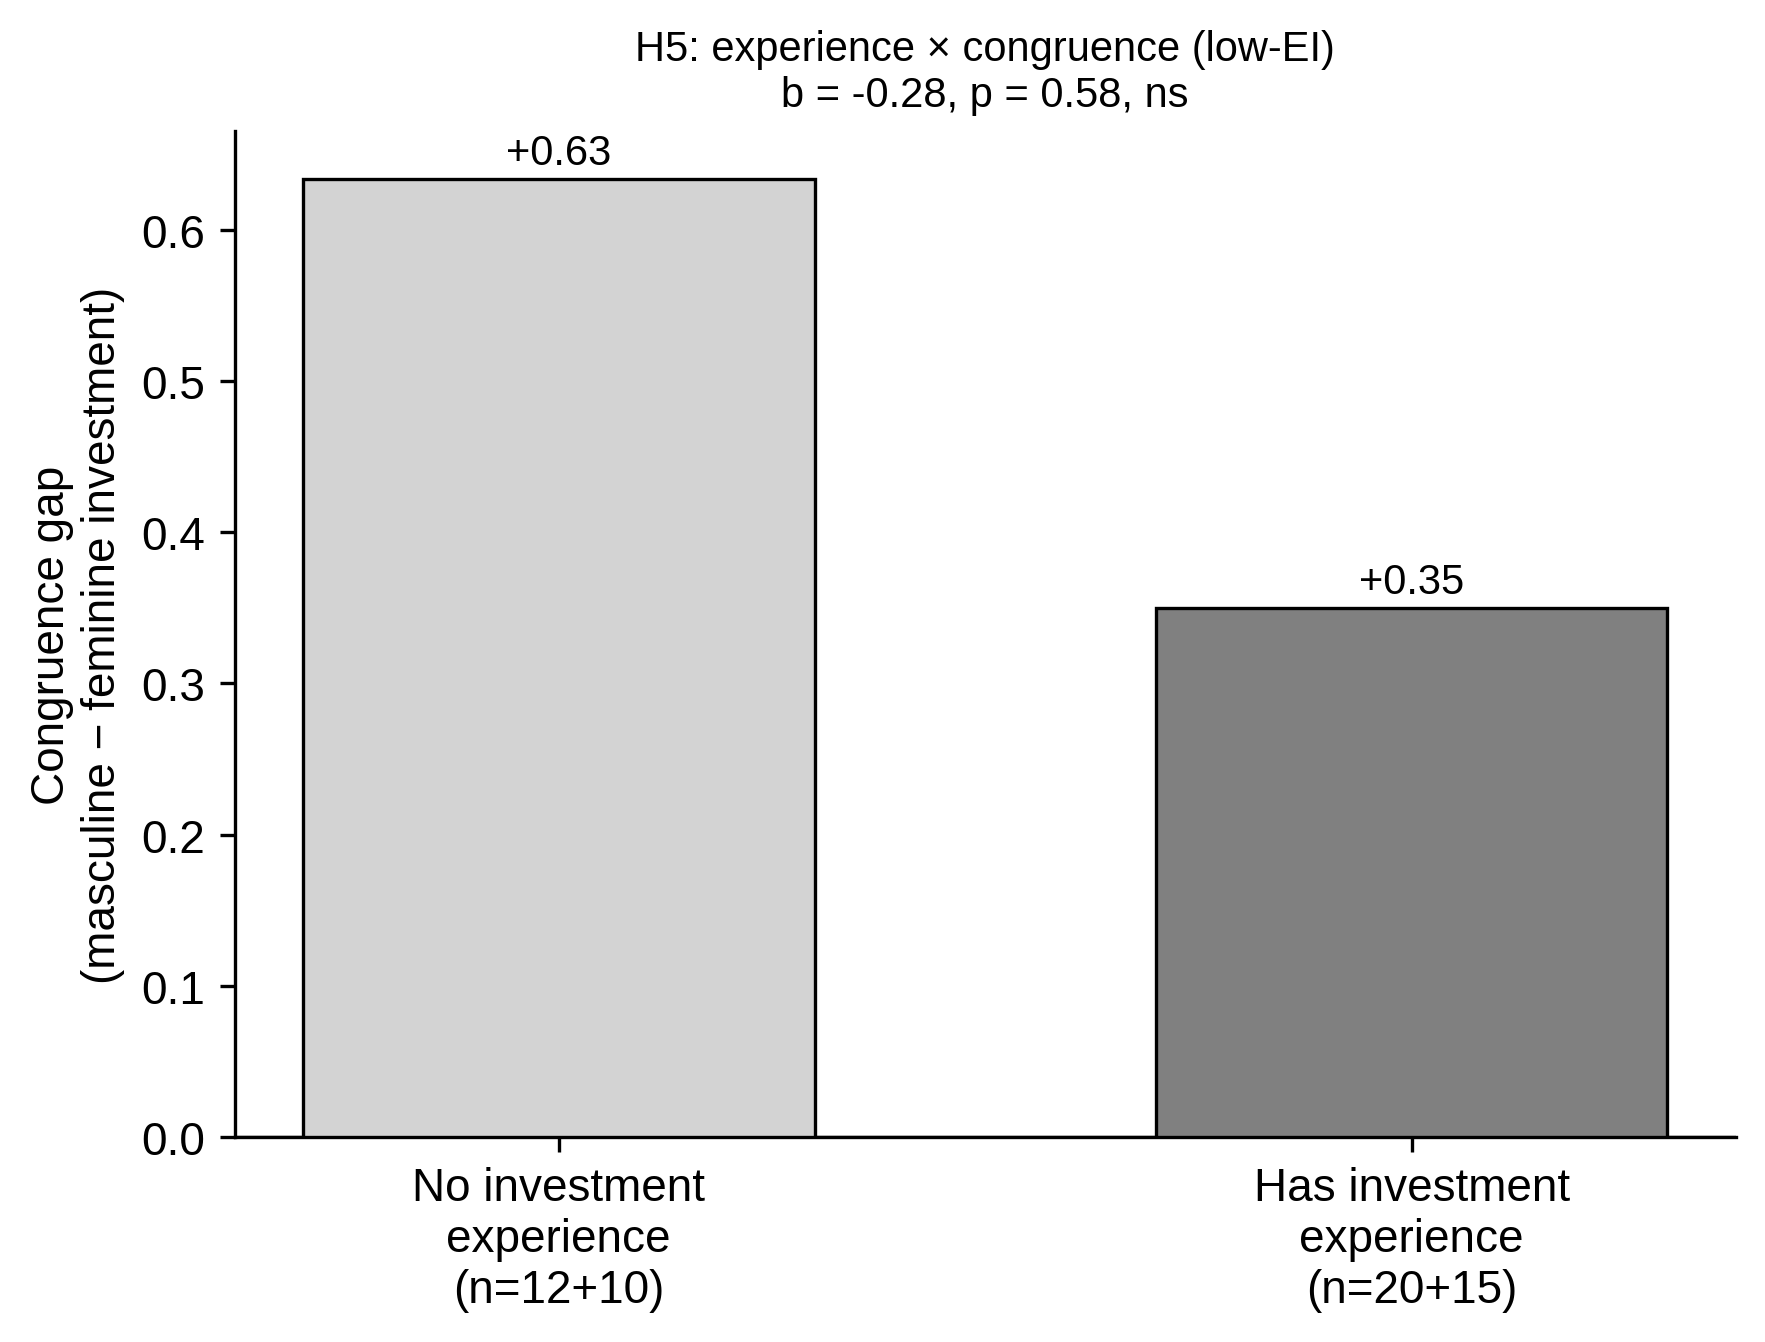 H5: experience × congruence (low-EI)
b = -0.28, p = 0.58, ns
Congruence gap
(masculine − feminine investment)
0.6
0.5
0.4
0.3
0.2
0.1
0.0
+0.63
+0.35
No investment
experience
(n=12+10)
Has investment
experience
(n=20+15)